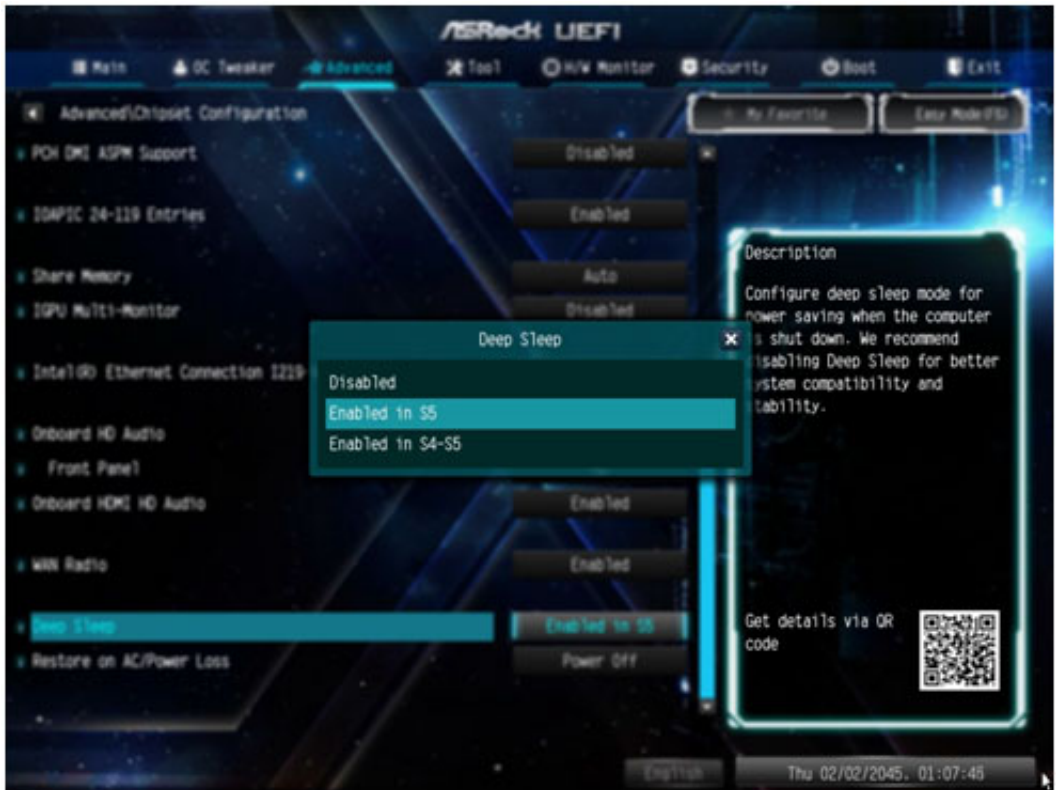 ASRock UEFI
Main OC Tweaker Advanced Tool H/W Monitor Security Boot Exit
Advanced\Chipset Configuration
My Favorite
Easy Mode(F6)
PCH DMI ASPM Support Disabled
IOAPIC 24-119 Entries Enabled
Share Memory Auto
IGPU Multi-Monitor Disabled
Intel(R) Ethernet Connection I219
Onboard HD Audio
Front Panel
Onboard HDMI HD Audio Enabled
WAN Radio Enabled
Deep Sleep Enabled in S5
Restore on AC/Power Loss Power Off
Deep Sleep
Disabled
Enabled in S5
Enabled in S4-S5
Description
Configure deep sleep mode for
power saving when the computer
s shut down. We recommend
isabling Deep Sleep for better
ystem compatibility and
tability.
Get details via QR
code
English
Thu 02/02/2045. 01:07:46